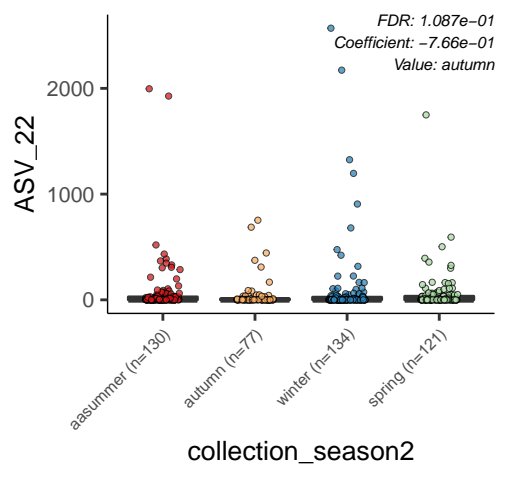 FDR: 1.087e−01
Coefficient: −7.66e−01
Value: autumn
2000
1000
0
ASV_22
aasummer (n=130)
autumn (n=77)
winter (n=134)
spring (n=121)
collection_season2